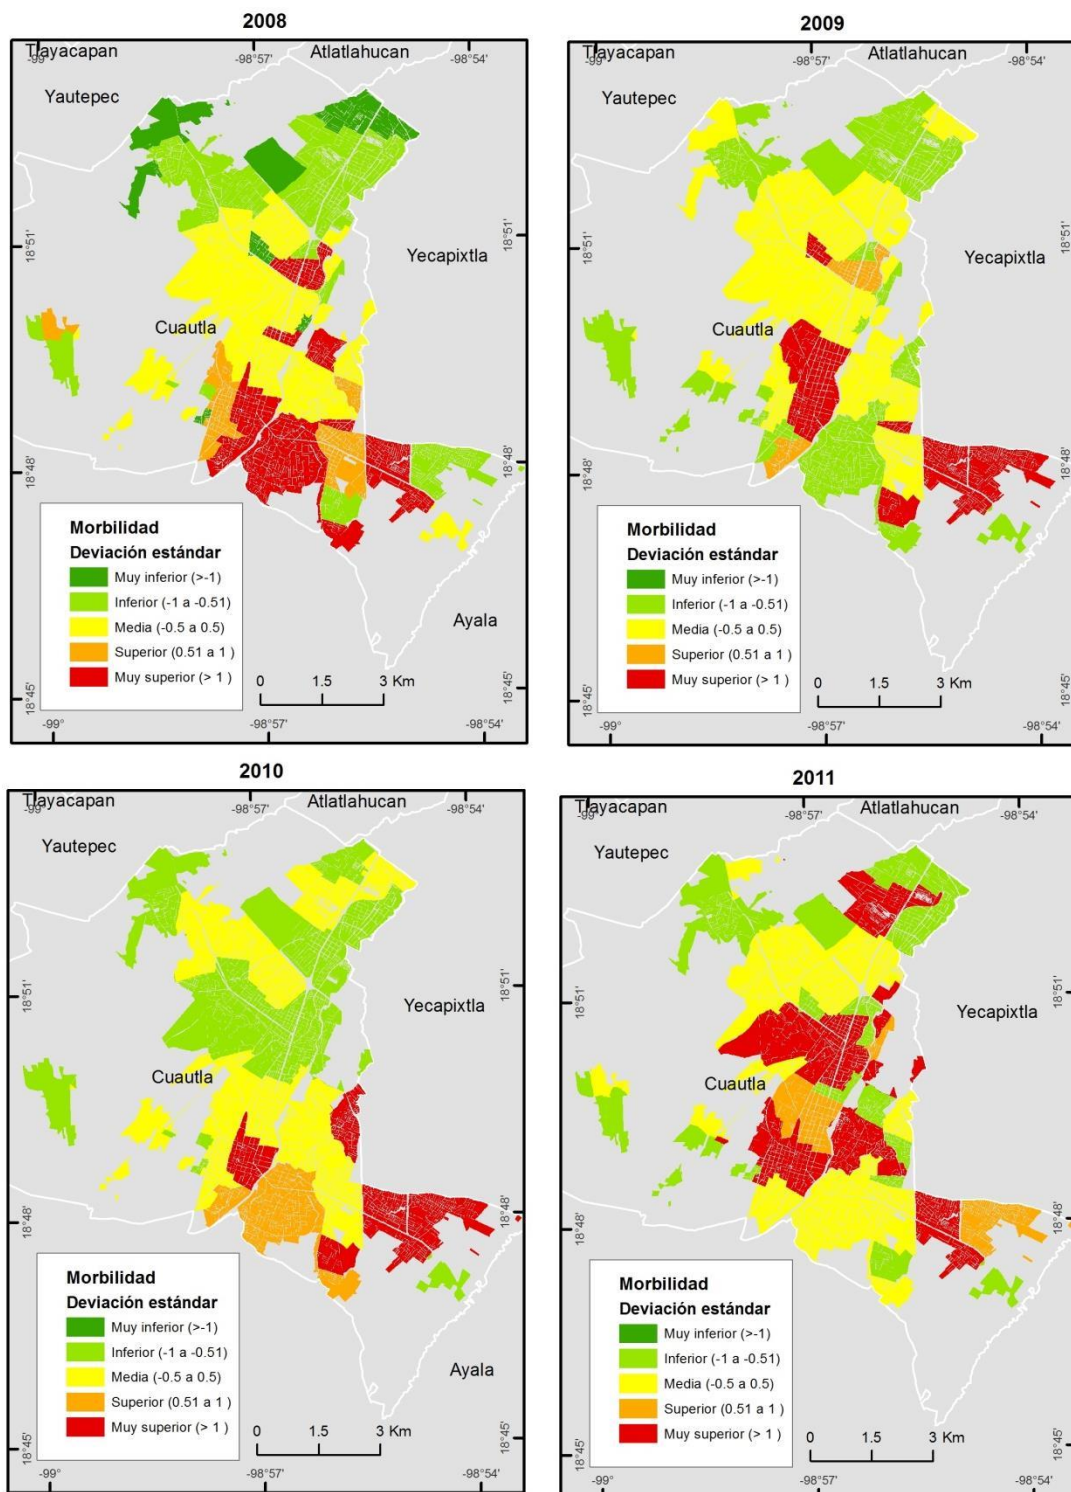 2008
Tlayacapan
Atlatlahucan
-99
-98°57'
-98°54'
Yautepec
18°51'
18°51'
Yecapixtla
Cuautla
18°48'
18°48'
Morbilidad
Deviación estándar
Muy inferior (>-1)
Inferior (-1 a -0.51)
Media (-0.5 a 0.5)
Superior (0.51 a 1 )
Muy superior (> 1 )
Ayala
0 1.5 3 Km
18°45'
18°45'
-99°
-98°57'
-98°54'
2009
Tlayacapan
Atlatlahucan
-99
-98°57'
-98°54'
Yautepec
18°51'
18°51'
Yecapixtla
Cuautla
18°48'
18°48'
Morbilidad
Deviación estándar
Muy inferior (>-1)
Inferior (-1 a -0.51)
Media (-0.5 a 0.5)
Superior (0.51 a 1 )
Muy superior (> 1 )
Ayala
0 1.5 3 Km
18°45'
18°45'
-99°
-98°57'
-98°54'
2010
Tlayacapan
Atlatlahucan
-99
-98°57'
-98°54'
Yautepec
18°51'
18°51'
Yecapixtla
Cuautla
18°48'
18°48'
Morbilidad
Deviación estándar
Muy inferior (>-1)
Inferior (-1 a -0.51)
Media (-0.5 a 0.5)
Superior (0.51 a 1 )
Muy superior (> 1 )
Ayala
0 1.5 3 Km
18°45'
18°45'
-99°
-98°57'
-98°54'
2011
Tlayacapan
Atlatlahucan
-99
-98°57'
-98°54'
Yautepec
18°51'
18°51'
Yecapixtla
Cuautla
18°48'
18°48'
Morbilidad
Deviación estándar
Muy inferior (>-1)
Inferior (-1 a -0.51)
Media (-0.5 a 0.5)
Superior (0.51 a 1 )
Muy superior (> 1 )
Ayala
0 1.5 3 Km
18°45'
18°45'
-99°
-98°57'
-98°54'